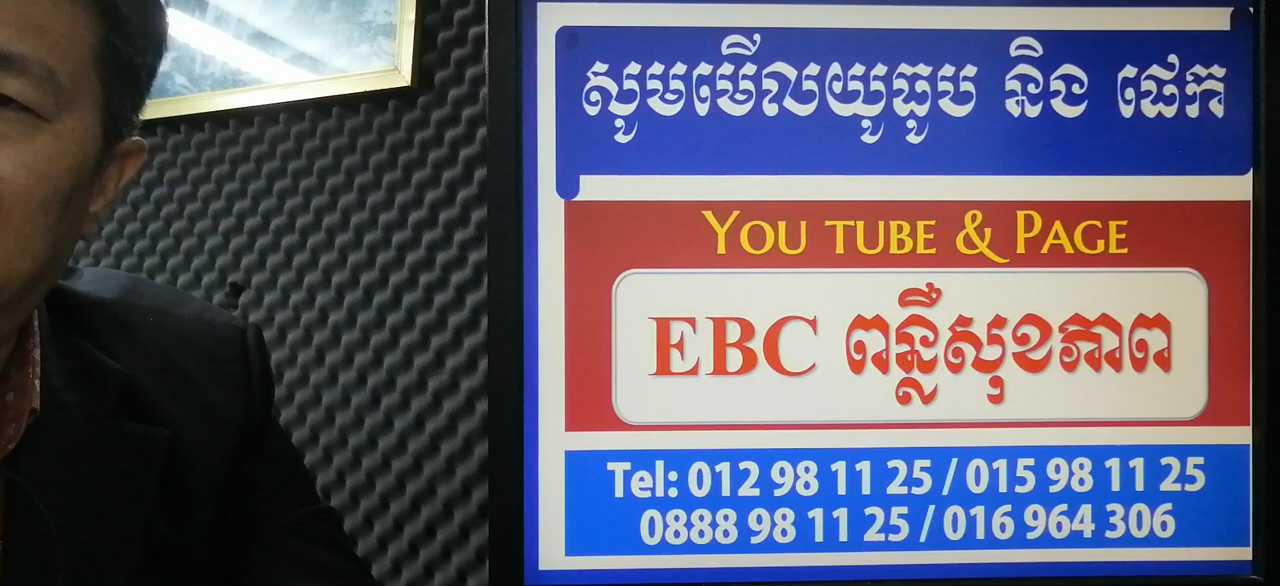 សូមមើលយូធូប និង ផេក
YOU TUBE & PAGE
EBC ពន្លឺសុខភាព
Tel: 012 98 11 25 / 015 98 11 25
0888 98 11 25 / 016 964 306